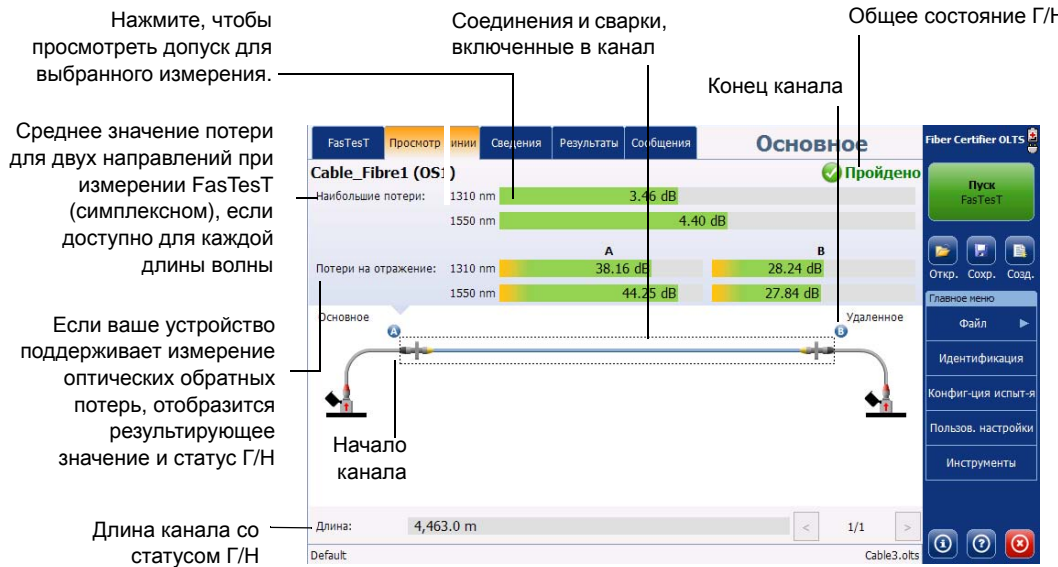 Нажмите, чтобы
просмотреть допуск для
выбранного измерения.
Соединения и сварки,
включенные в канал
Общее состояние Г/Н
Конец канала
Среднее значение потери
для двух направлений при
измерении FasTesT
(симплексном), если
доступно для каждой
длины волны
Если ваше устройство
поддерживает измерение
оптических обратных
потерь, отобразится
результирующее
значение и статус Г/Н
Длина канала со
статусом Г/Н
FasTesT Просмотр инии Сведения Результаты Сообщения Основное
Cable_Fibre1 (OS1) Пройдено
Наибольшие потери: 1310 nm 3.46 dB
1550 nm 4.40 dB
A B
Потери на отражение: 1310 nm 38.16 dB 28.24 dB
1550 nm 44.25 dB 27.84 dB
Основное Удаленное
A B
Начало
канала
Длина: 4,463.0 m < 1/1 >
Default Cable3.olts
Fiber Certifier OLTS
Пуск
FasTesT
Откр. Сохр. Созд.
Главное меню
Файл
Идентификация
Конфиг-ция испыт-я
Пользов. настройки
Инструменты